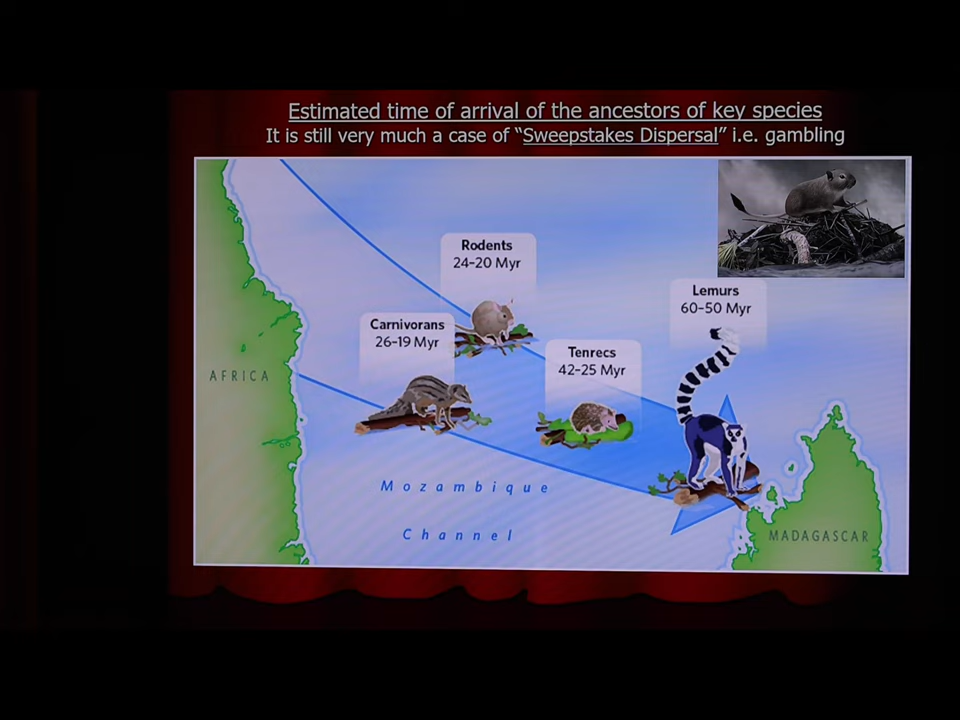 Estimated time of arrival of the ancestors of key species
It is still very much a case of “Sweepstakes Dispersal” i.e. gambling
Rodents
24–20 Myr
Lemurs
60–50 Myr
Carnivorans
26–19 Myr
Tenrecs
42–25 Myr
AFRICA
Mozambique
Channel
MADAGASCAR